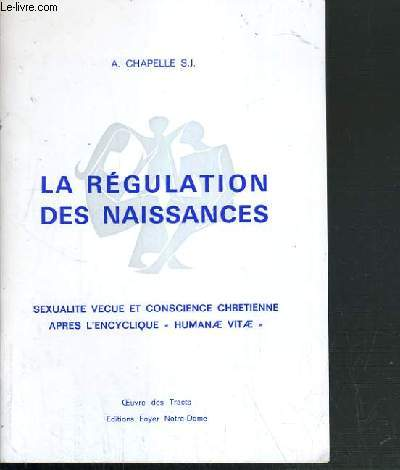 Le-livre.com
A. CHAPELLE S.J.
LA RÉGULATION
DES NAISSANCES
SEXUALITE VECUE ET CONSCIENCE CHRETIENNE
APRES L'ENCYCLIQUE « HUMANÆ VITÆ »
Œuvre des Tracts
Editions Foyer Notre-Dame